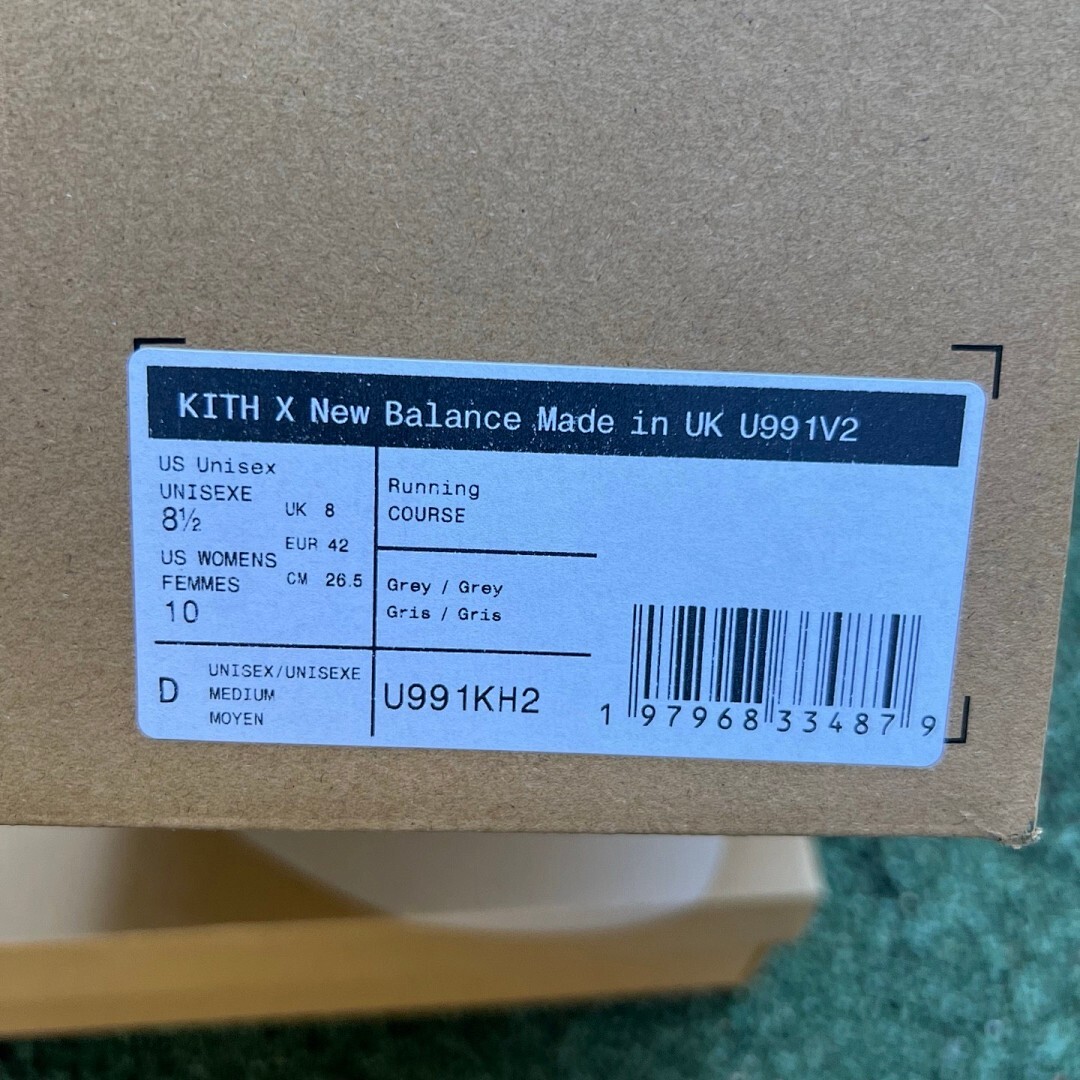 KITH X New Balance Made in UK U991V2
US Unisex
UNISEXE
8½
US WOMENS
FEMMES
10
UK 8
EUR 42
CM 26.5
Running
COURSE
Grey / Grey
Gris / Gris
D
UNISEX/UNISEXE
MEDIUM
MOYEN
U991KH2
1 97968 33487 9